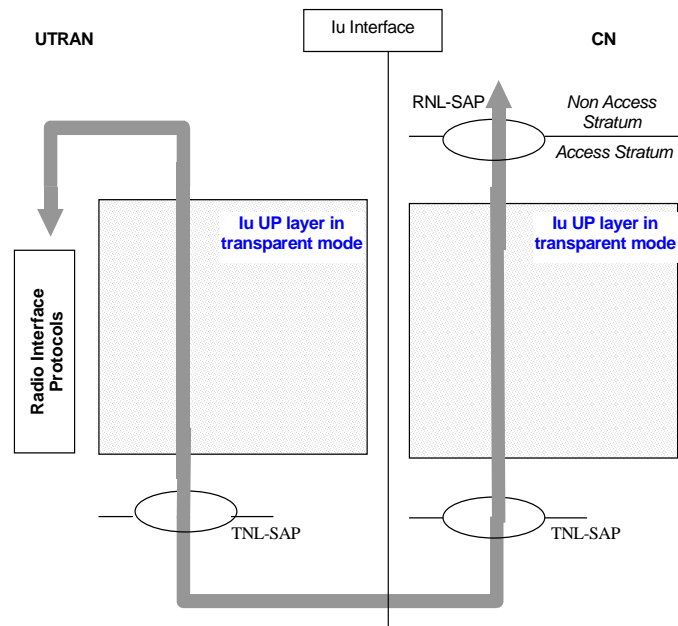 Iu Interface
UTRAN
CN
RNL-SAP
Non Access
Stratum
Access Stratum
Iu UP layer in
transparent mode
Iu UP layer in
transparent mode
Radio Interface
Protocols
TNL-SAP
TNL-SAP